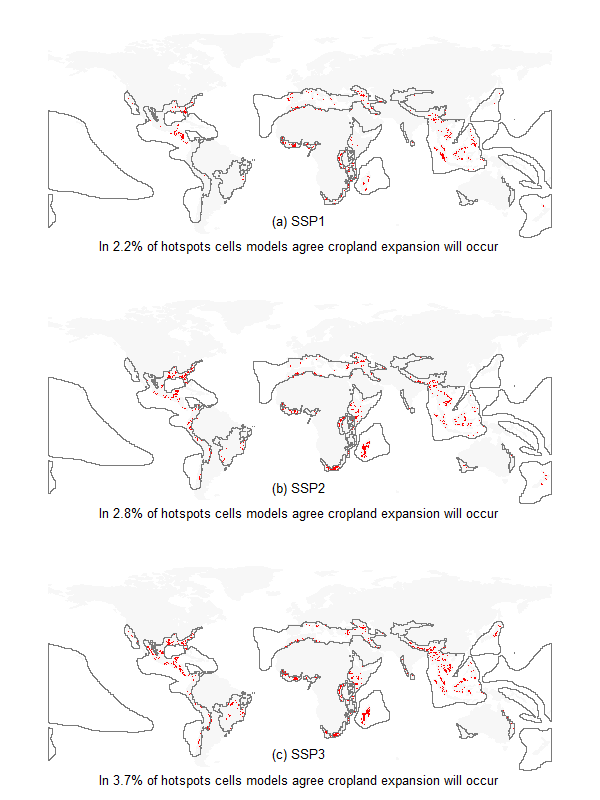 (a) SSP1
In 2.2% of hotspots cells models agree cropland expansion will occur
(b) SSP2
In 2.8% of hotspots cells models agree cropland expansion will occur
(c) SSP3
In 3.7% of hotspots cells models agree cropland expansion will occur